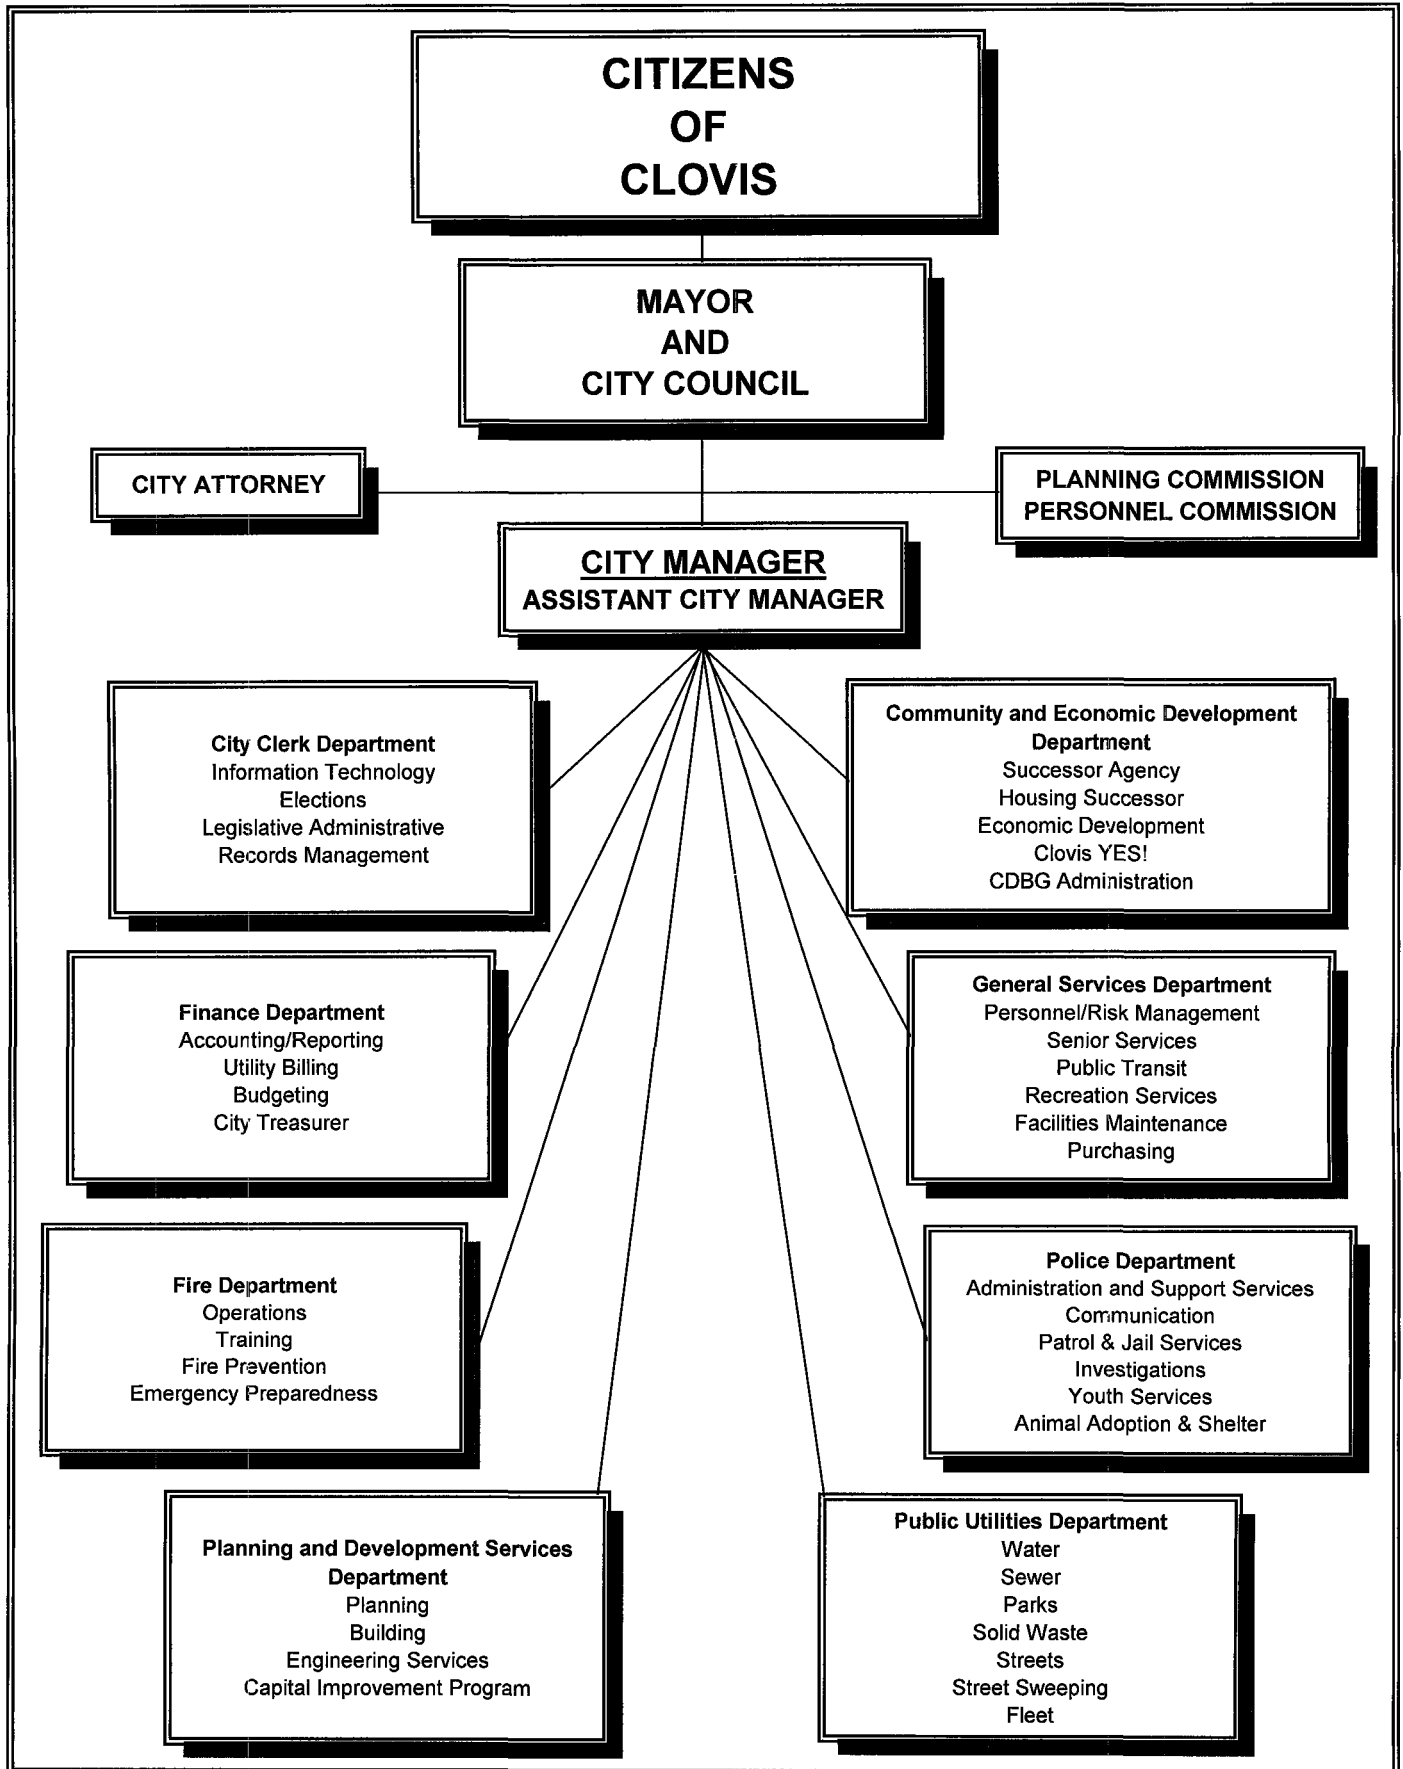 CITIZENS
OF
CLOVIS
MAYOR
AND
CITY COUNCIL
CITY ATTORNEY
PLANNING COMMISSION
PERSONNEL COMMISSION
CITY MANAGER
ASSISTANT CITY MANAGER
City Clerk Department
Information Technology
Elections
Legislative Administrative
Records Management
Community and Economic Development
Department
Successor Agency
Housing Successor
Economic Development
Clovis YES!
CDBG Administration
Finance Department
Accounting/Reporting
Utility Billing
Budgeting
City Treasurer
General Services Department
Personnel/Risk Management
Senior Services
Public Transit
Recreation Services
Facilities Maintenance
Purchasing
Fire Department
Operations
Training
Fire Prevention
Emergency Preparedness
Police Department
Administration and Support Services
Communication
Patrol & Jail Services
Investigations
Youth Services
Animal Adoption & Shelter
Planning and Development Services
Department
Planning
Building
Engineering Services
Capital Improvement Program
Public Utilities Department
Water
Sewer
Parks
Solid Waste
Streets
Street Sweeping
Fleet